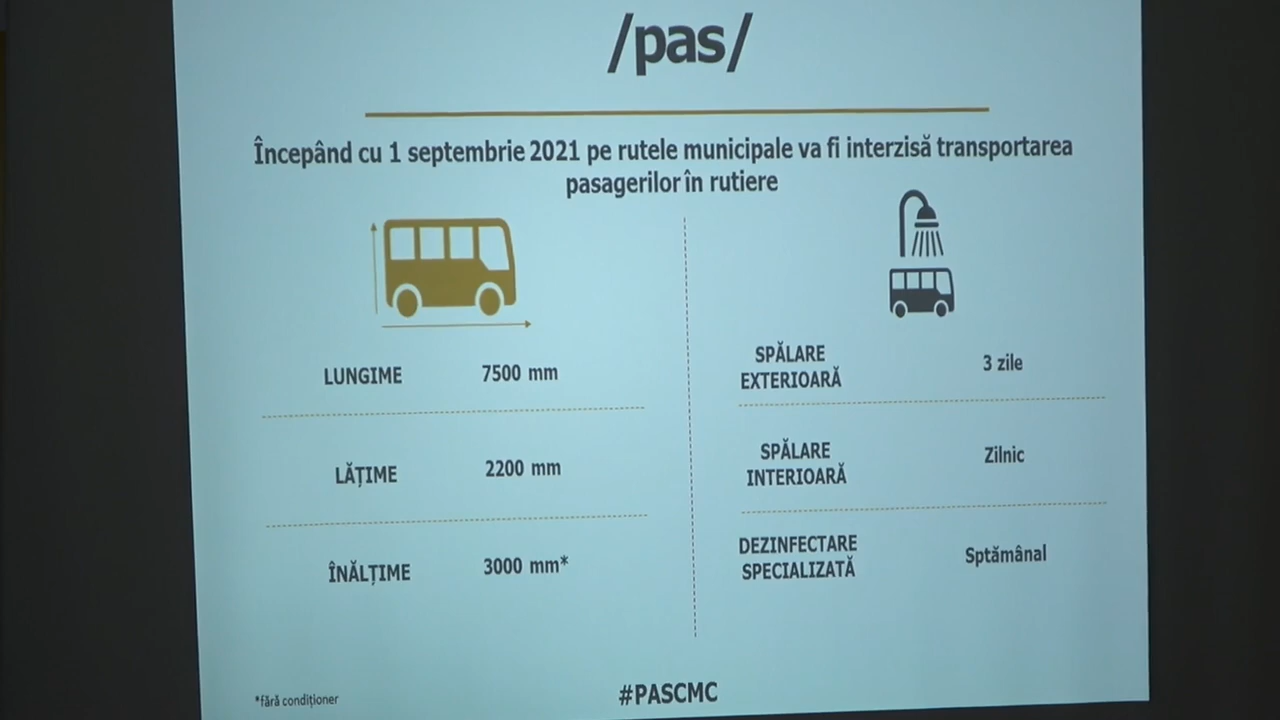 /pas/
Începând cu 1 septembrie 2021 pe rutele municipale va fi interzisă transportarea
pasagerilor în rutiere
LUNGIME 7500 mm
LĂȚIME 2200 mm
ÎNĂLȚIME 3000 mm*
SPĂLARE
EXTERIOARĂ
3 zile
SPĂLARE
INTERIOARĂ
Zilnic
DEZINFECTARE
SPECIALIZATĂ
Sptămânal
*fără condiționer
#PASCMC